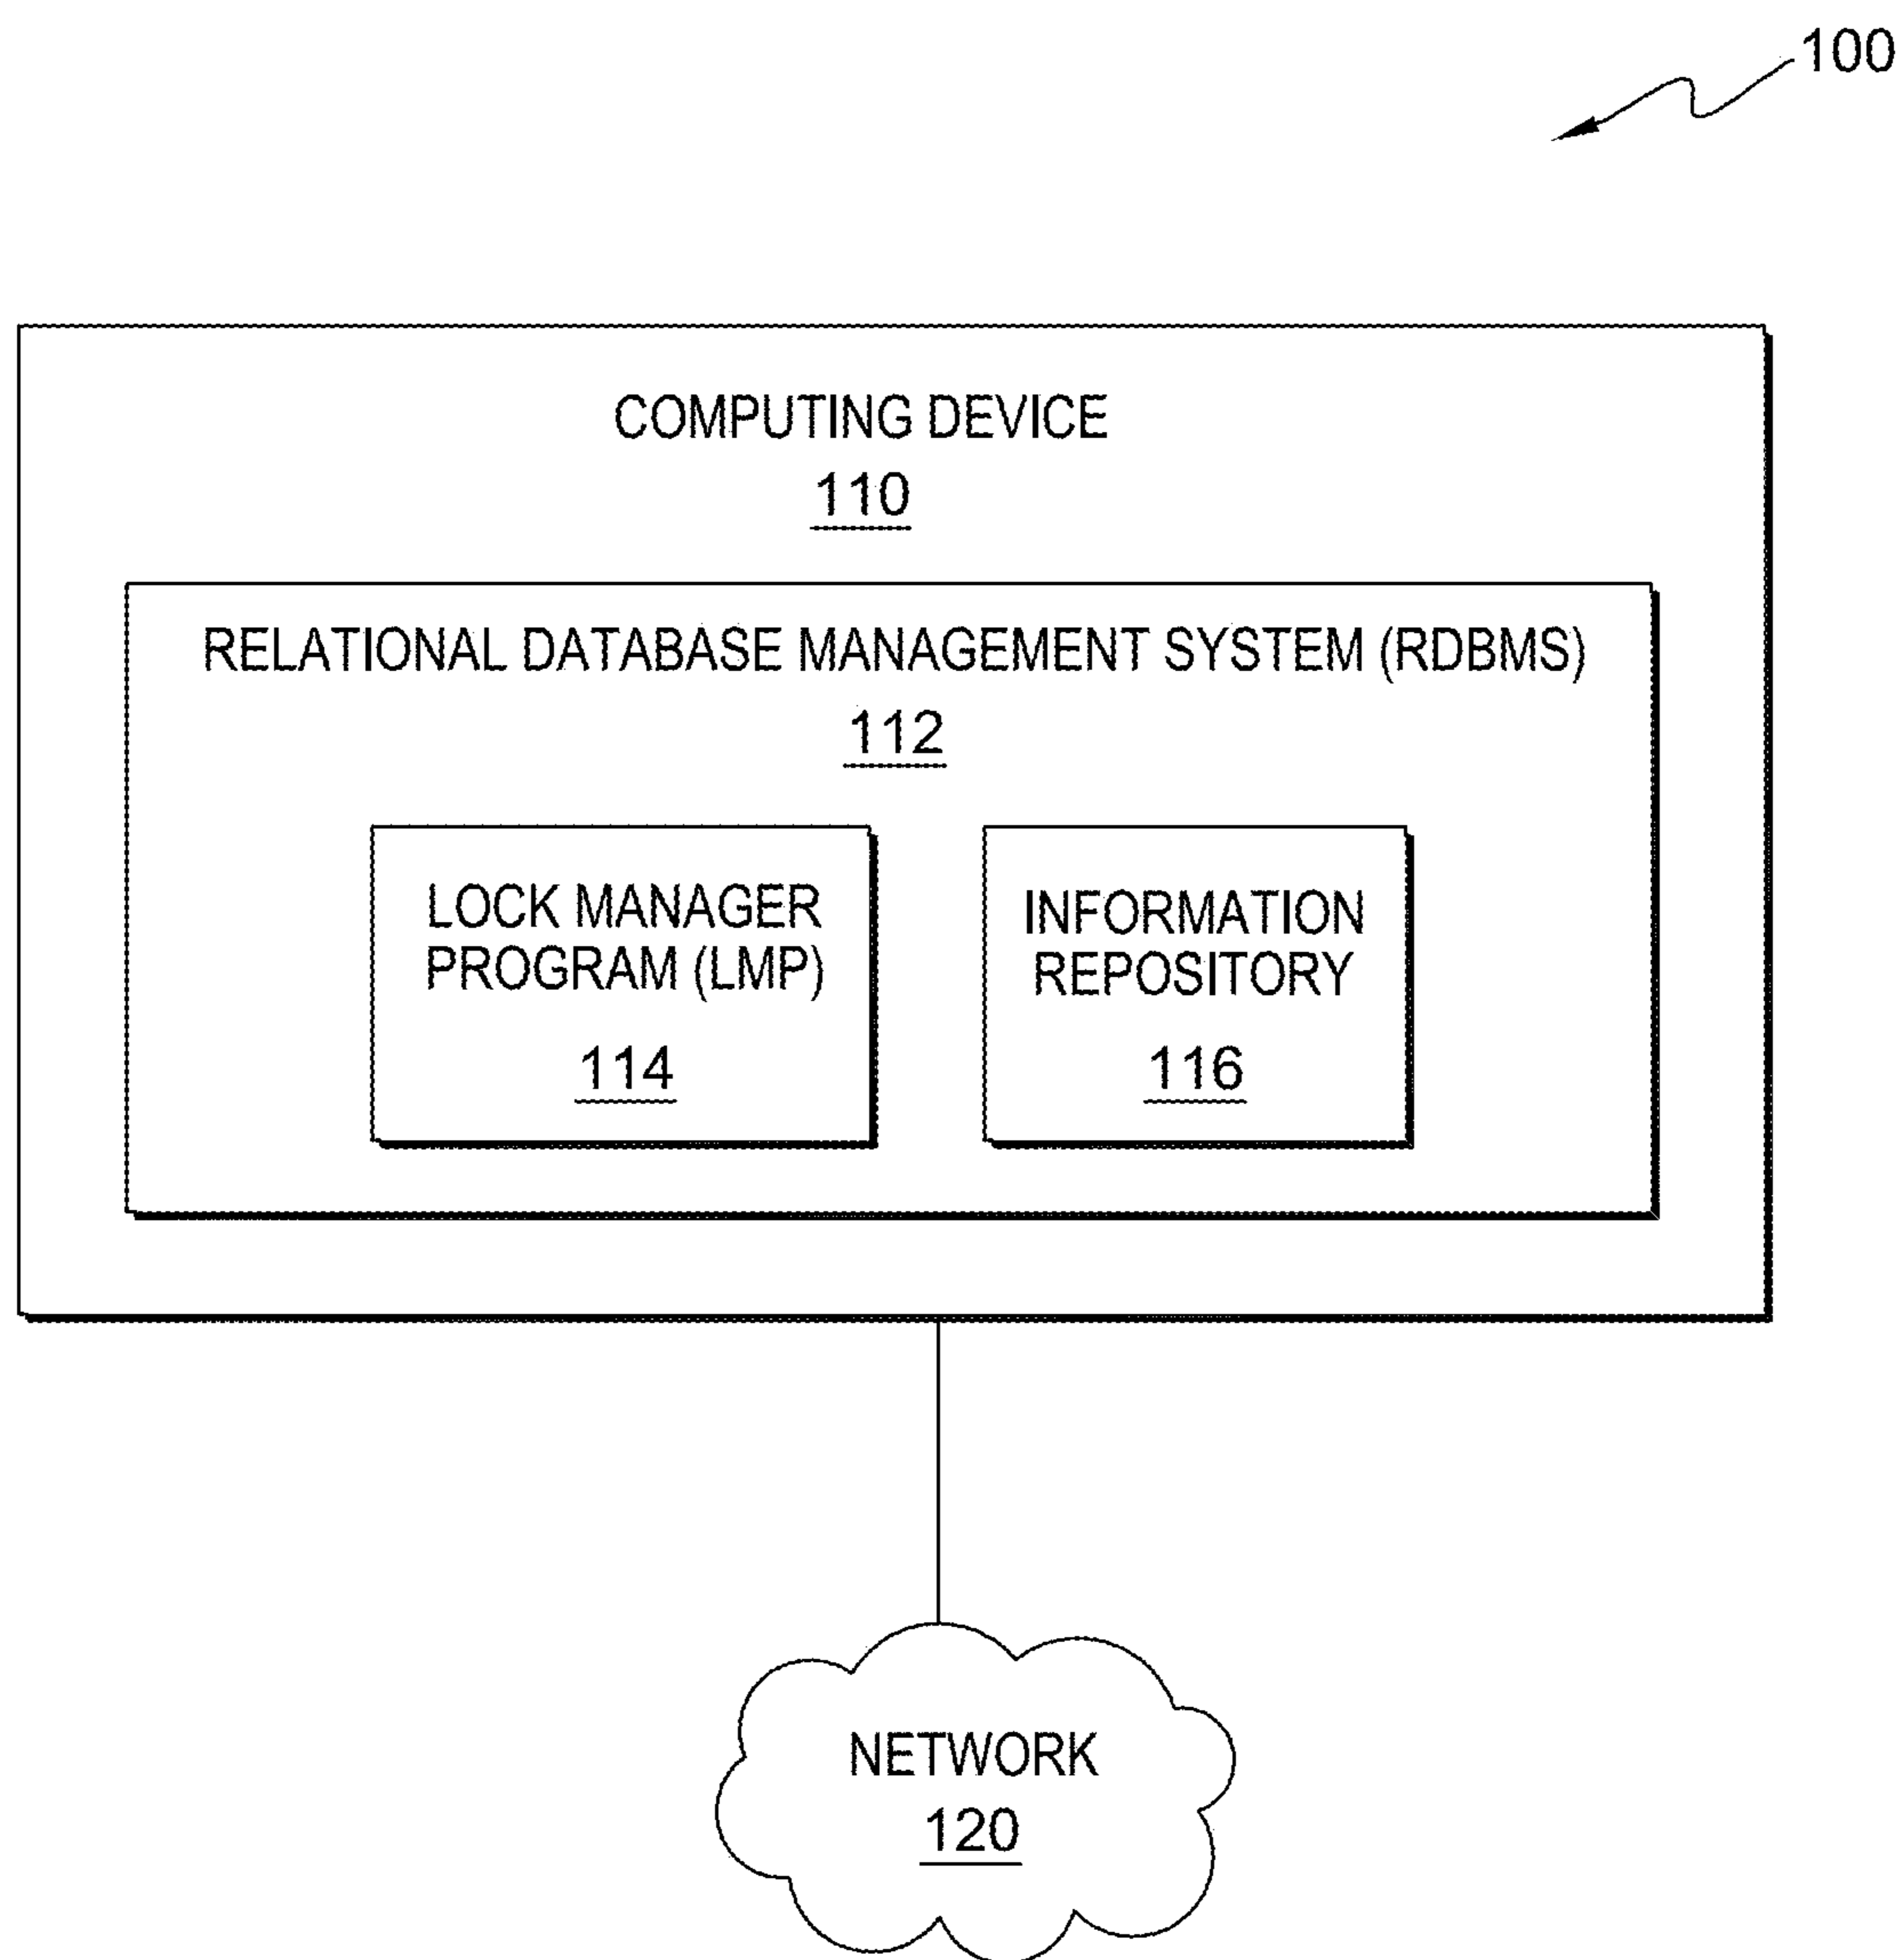 100
COMPUTING DEVICE
110
RELATIONAL DATABASE MANAGEMENT SYSTEM (RDBMS)
112
LOCK MANAGER
PROGRAM (LMP)
114
INFORMATION
REPOSITORY
116
NETWORK
120